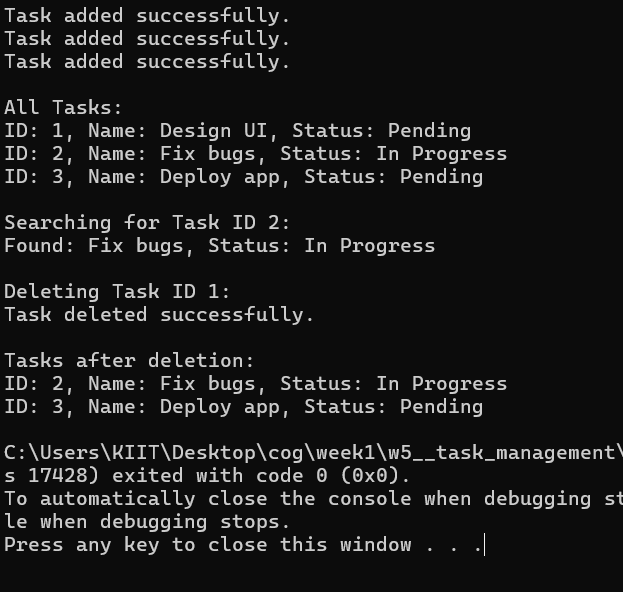 Task added successfully.
Task added successfully.
Task added successfully.
All Tasks:
ID: 1, Name: Design UI, Status: Pending
ID: 2, Name: Fix bugs, Status: In Progress
ID: 3, Name: Deploy app, Status: Pending
Searching for Task ID 2:
Found: Fix bugs, Status: In Progress
Deleting Task ID 1:
Task deleted successfully.
Tasks after deletion:
ID: 2, Name: Fix bugs, Status: In Progress
ID: 3, Name: Deploy app, Status: Pending
C:\Users\KIIT\Desktop\cog\week1\w5__task_management\
s 17428) exited with code 0 (0x0).
To automatically close the console when debugging st
le when debugging stops.
Press any key to close this window . . .